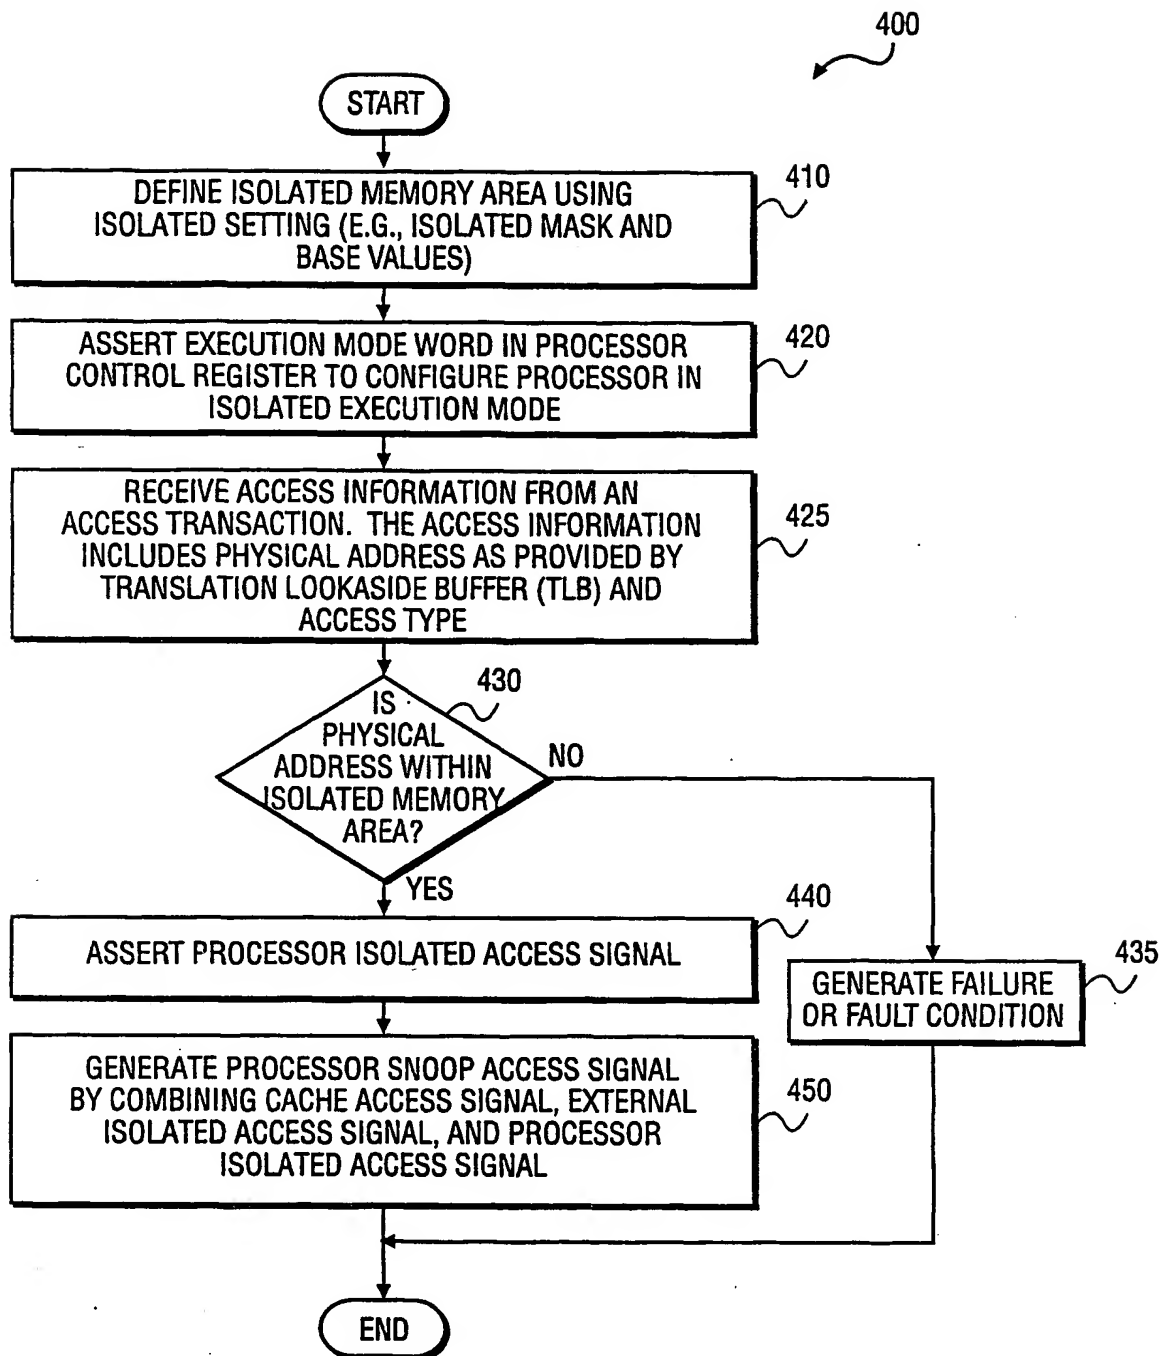 400
START
DEFINE ISOLATED MEMORY AREA USING
ISOLATED SETTING (E.G., ISOLATED MASK AND
BASE VALUES)
410
ASSERT EXECUTION MODE WORD IN PROCESSOR
CONTROL REGISTER TO CONFIGURE PROCESSOR IN
ISOLATED EXECUTION MODE
420
RECEIVE ACCESS INFORMATION FROM AN
ACCESS TRANSACTION. THE ACCESS INFORMATION
INCLUDES PHYSICAL ADDRESS AS PROVIDED BY
TRANSLATION LOOKASIDE BUFFER (TLB) AND
ACCESS TYPE
425
430
IS
PHYSICAL
ADDRESS WITHIN
ISOLATED MEMORY
AREA?
NO
YES
440
ASSERT PROCESSOR ISOLATED ACCESS SIGNAL
435
GENERATE FAILURE
OR FAULT CONDITION
GENERATE PROCESSOR SNOOP ACCESS SIGNAL
BY COMBINING CACHE ACCESS SIGNAL, EXTERNAL
ISOLATED ACCESS SIGNAL, AND PROCESSOR
ISOLATED ACCESS SIGNAL
450
END